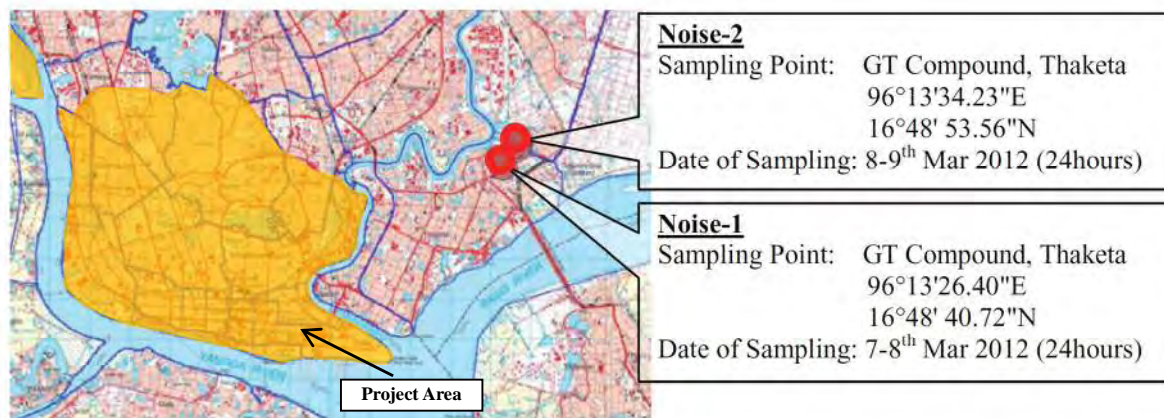 Noise-2
Sampling Point: GT Compound, Thaketa
96°13'34.23"E
16°48' 53.56"N
Date of Sampling: 8-9th Mar 2012 (24hours)
Noise-1
Sampling Point: GT Compound, Thaketa
96°13'26.40"E
16°48' 40.72"N
Date of Sampling: 7-8th Mar 2012 (24hours)
Project Area